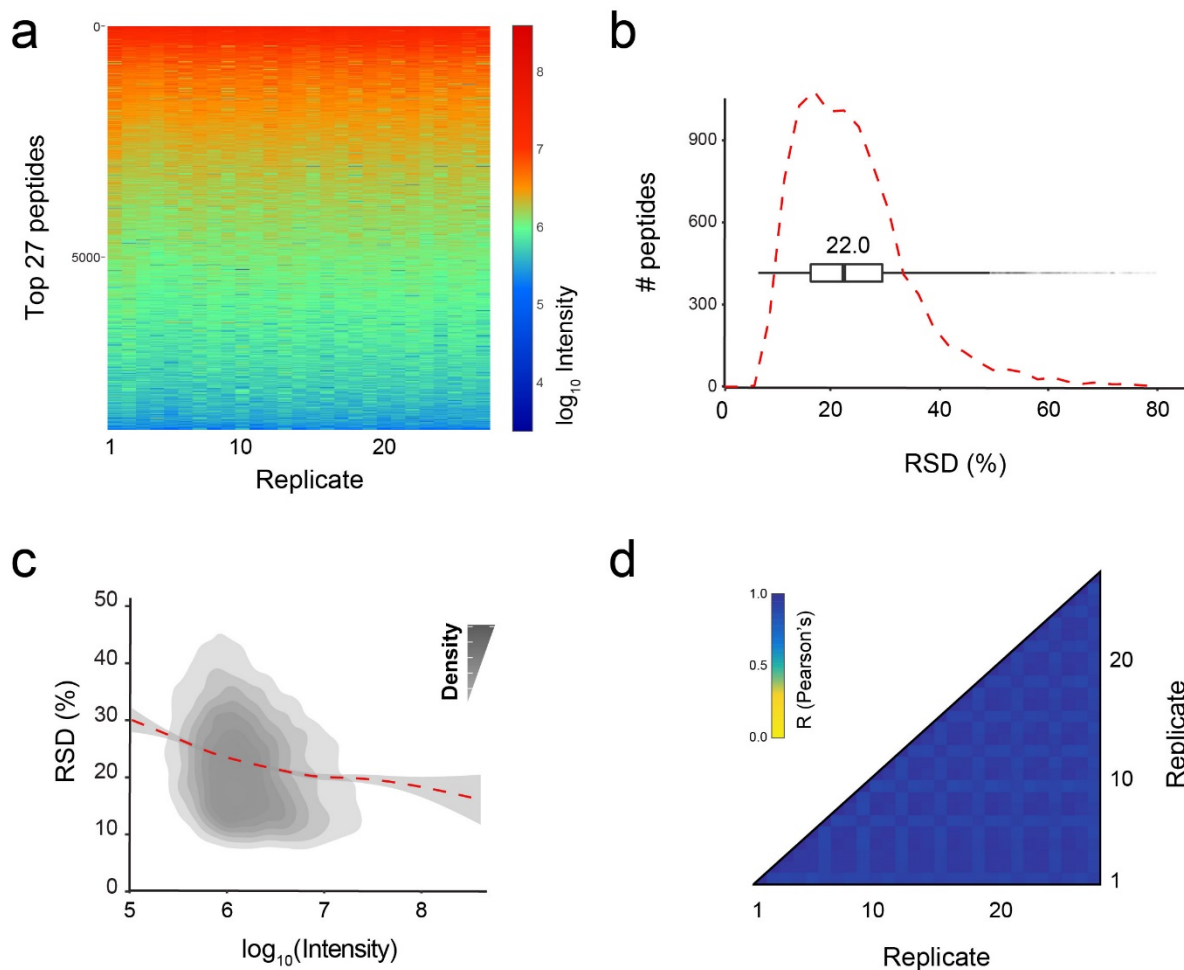 a
0
5000
Top 27 peptides
1
10
20
Replicate
8
7
6
5
4
log₁₀ Intensity
b
900
600
300
0
# peptides
22.0
0
20
40
60
80
RSD (%)
c
50
40
30
20
10
0
RSD (%)
Density
5
6
7
8
log₁₀(Intensity)
d
1.0
0.5
0.0
R (Pearson's)
20
10
1
Replicate
1
10
20
Replicate